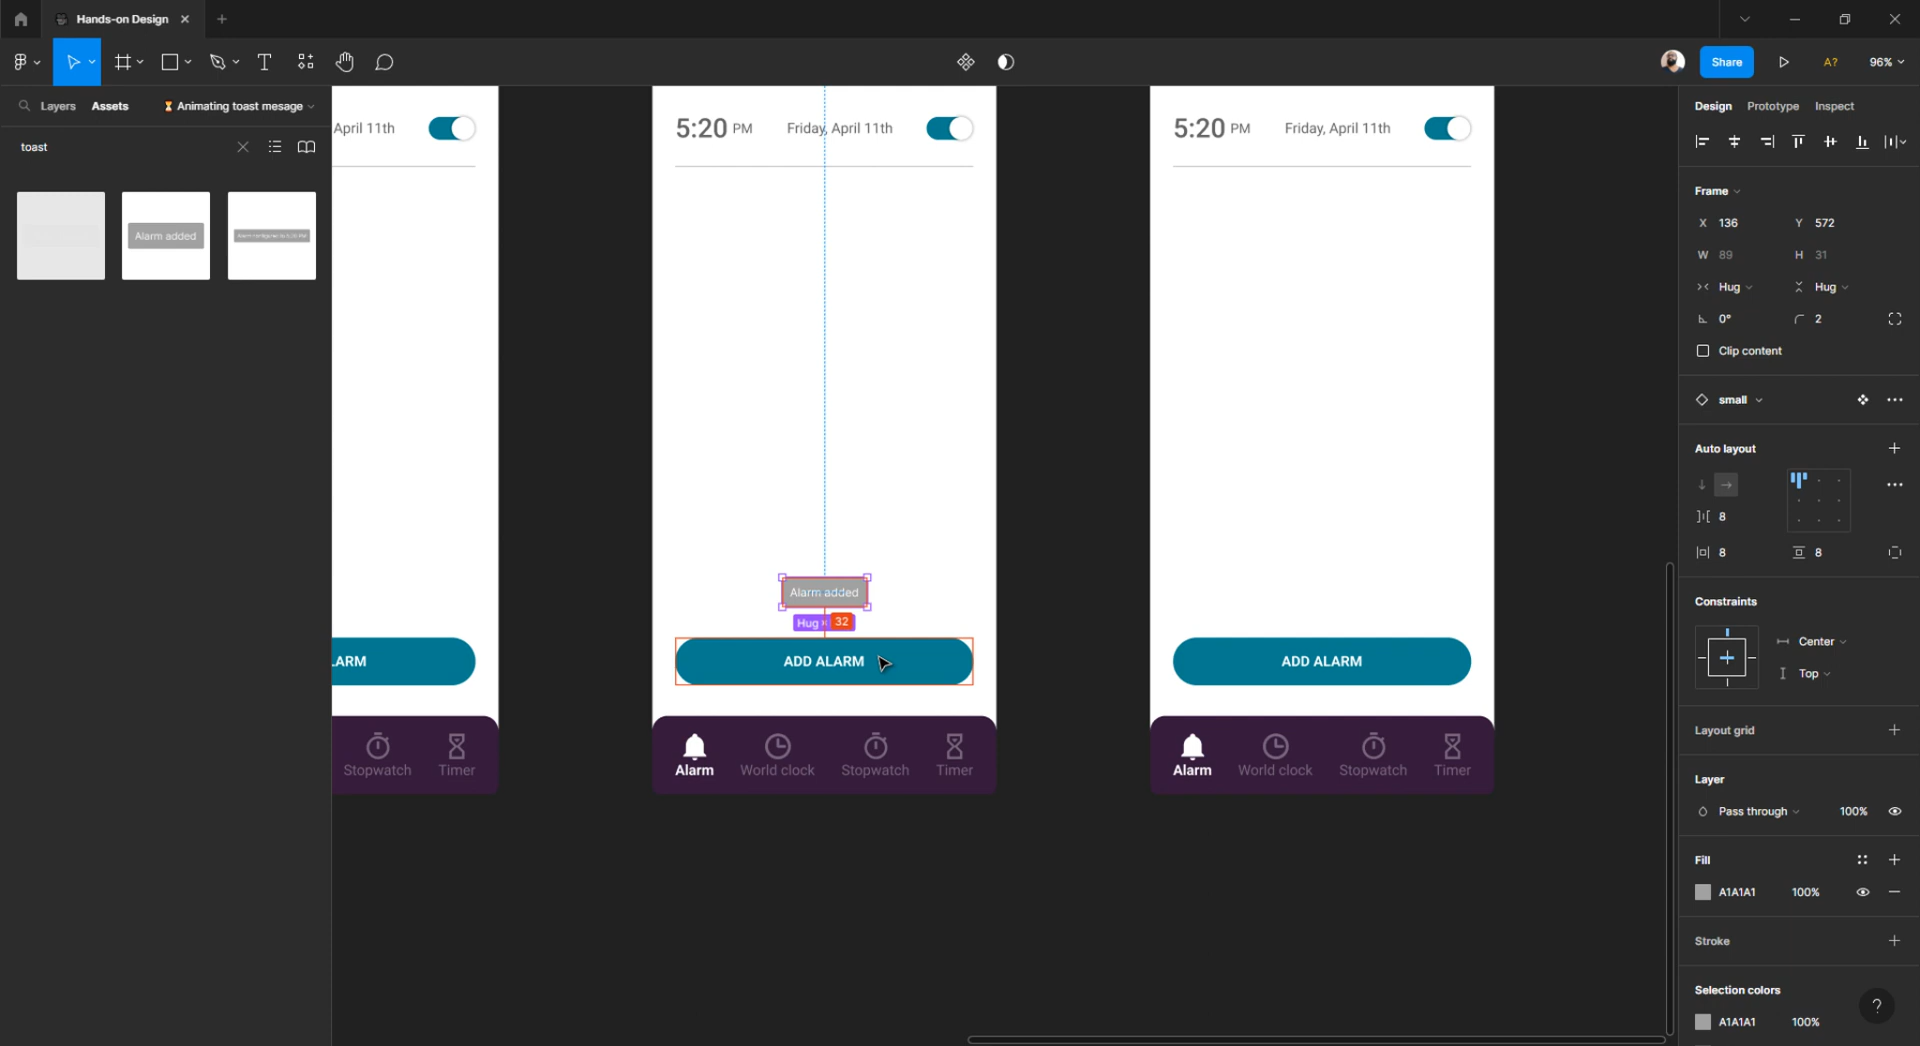 Hands-on Design
Share
A?
96%
Layers
Assets
Animating toast mesage
toast
Alarm added
April 11th
5:20 PM
Friday, April 11th
5:20 PM
Friday, April 11th
Alarm added
Hug ×
32
LARM
ADD ALARM
ADD ALARM
Stopwatch
Timer
Alarm
World clock
Stopwatch
Timer
Alarm
World clock
Stopwatch
Timer
Design
Prototype
Inspect
Frame
X 136
Y 572
W 89
H 31
Hug
Hug
0°
2
Clip content
small
Auto layout
8
8
8
Constraints
Center
Top
Layout grid
Layer
Pass through
100%
Fill
A1A1A1
100%
Stroke
Selection colors
A1A1A1
100%
?